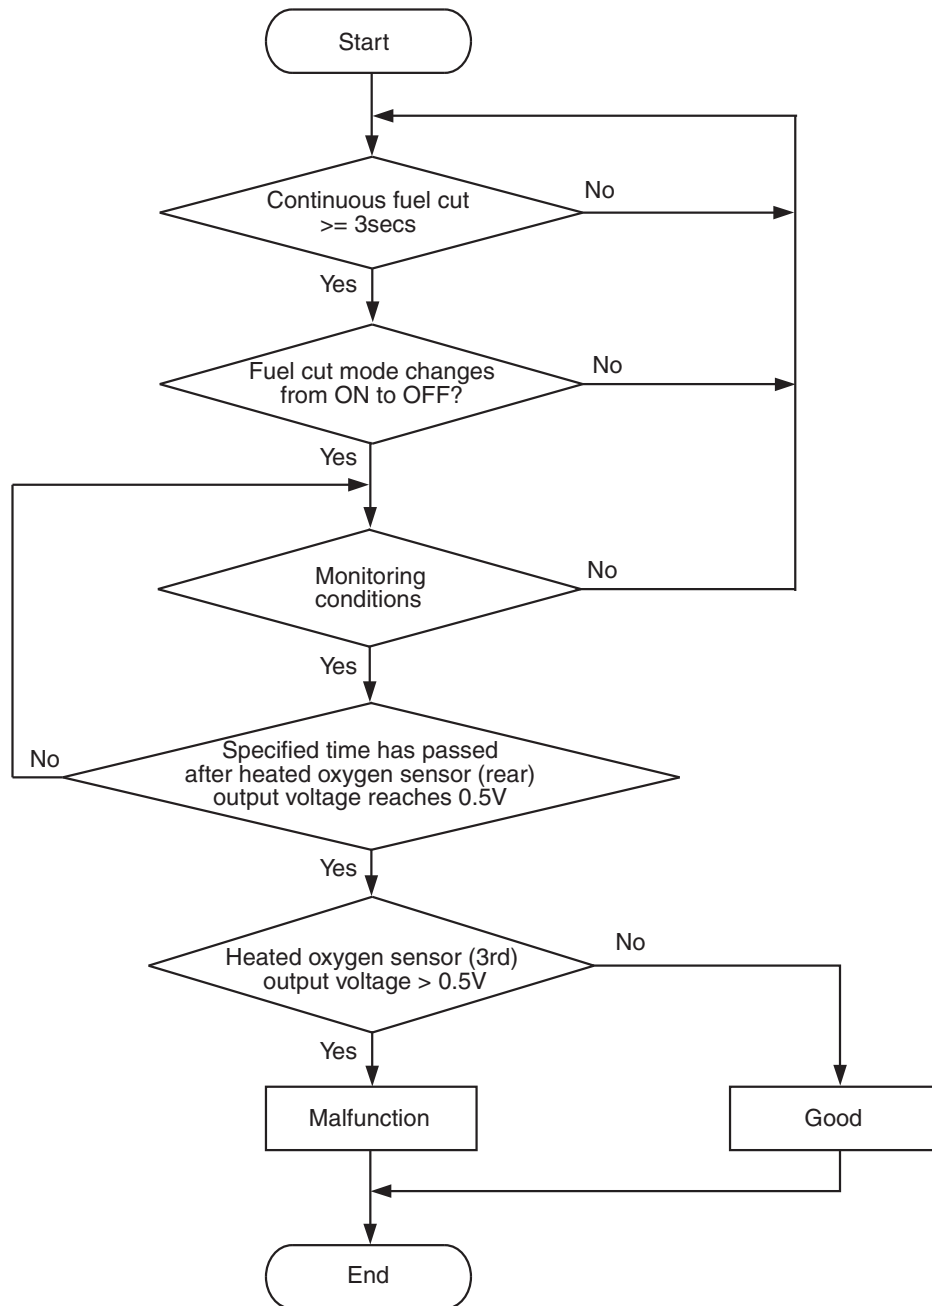 Start
Continuous fuel cut
>= 3secs
No
Yes
Fuel cut mode changes
from ON to OFF?
No
Yes
Monitoring
conditions
No
Yes
Specified time has passed
after heated oxygen sensor (rear)
output voltage reaches 0.5V
No
Yes
Heated oxygen sensor (3rd)
output voltage > 0.5V
No
Yes
Malfunction
Good
End